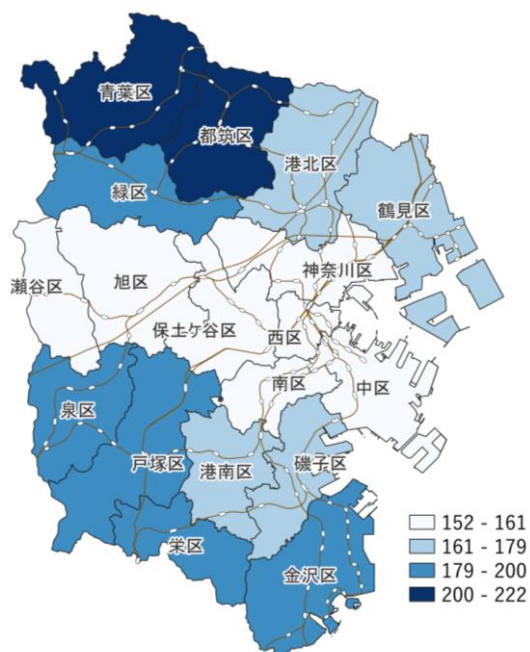 青葉区
都筑区
港北区
緑区
鶴見区
神奈川区
瀬谷区
旭区
保土ケ谷区
西区
南区
中区
泉区
戸塚区
港南区
磯子区
栄区
金沢区
152 - 161
161 - 179
179 - 200
200 - 222